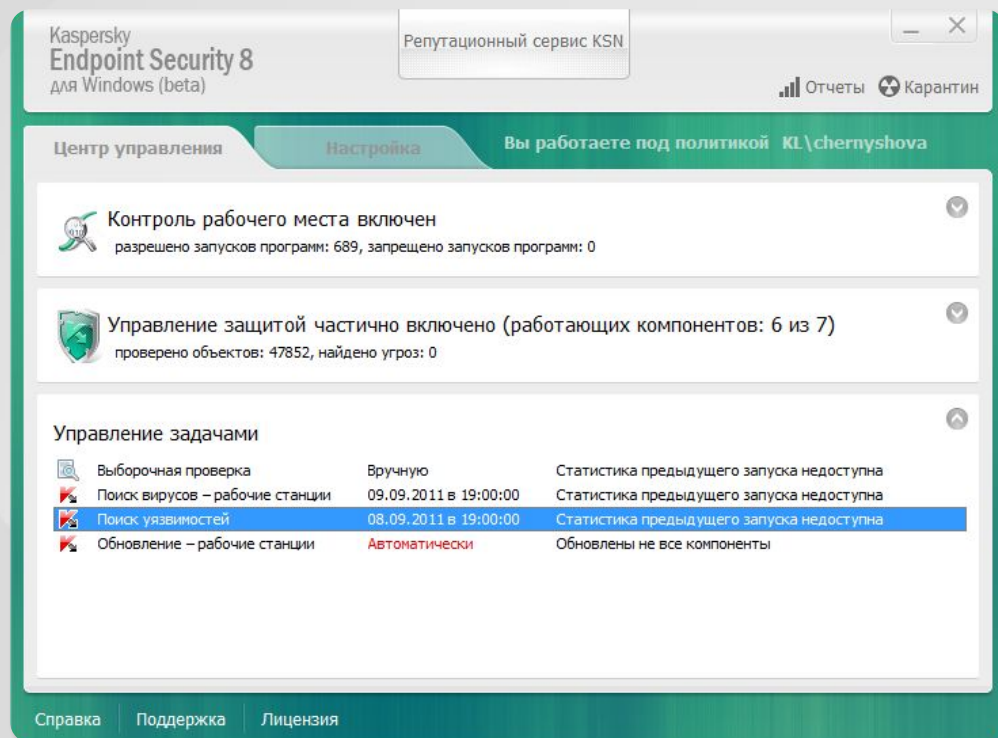 Kaspersky
Endpoint Security 8
для Windows (beta)
Репутационный сервис KSN
Отчеты Карантин
Центр управления Настройка Вы работаете под политикой KL\chernyshova
Контроль рабочего места включен
разрешено запусков программ: 689, запрещено запусков программ: 0
Управление защитой частично включено (работающих компонентов: 6 из 7)
проверено объектов: 47852, найдено угроз: 0
Управление задачами
Выборочная проверка Вручную Статистика предыдущего запуска недоступна
Поиск вирусов – рабочие станции 09.09.2011 в 19:00:00 Статистика предыдущего запуска недоступна
Поиск уязвимостей 08.09.2011 в 19:00:00 Статистика предыдущего запуска недоступна
Обновление – рабочие станции Автоматически Обновлены не все компоненты
Справка Поддержка Лицензия